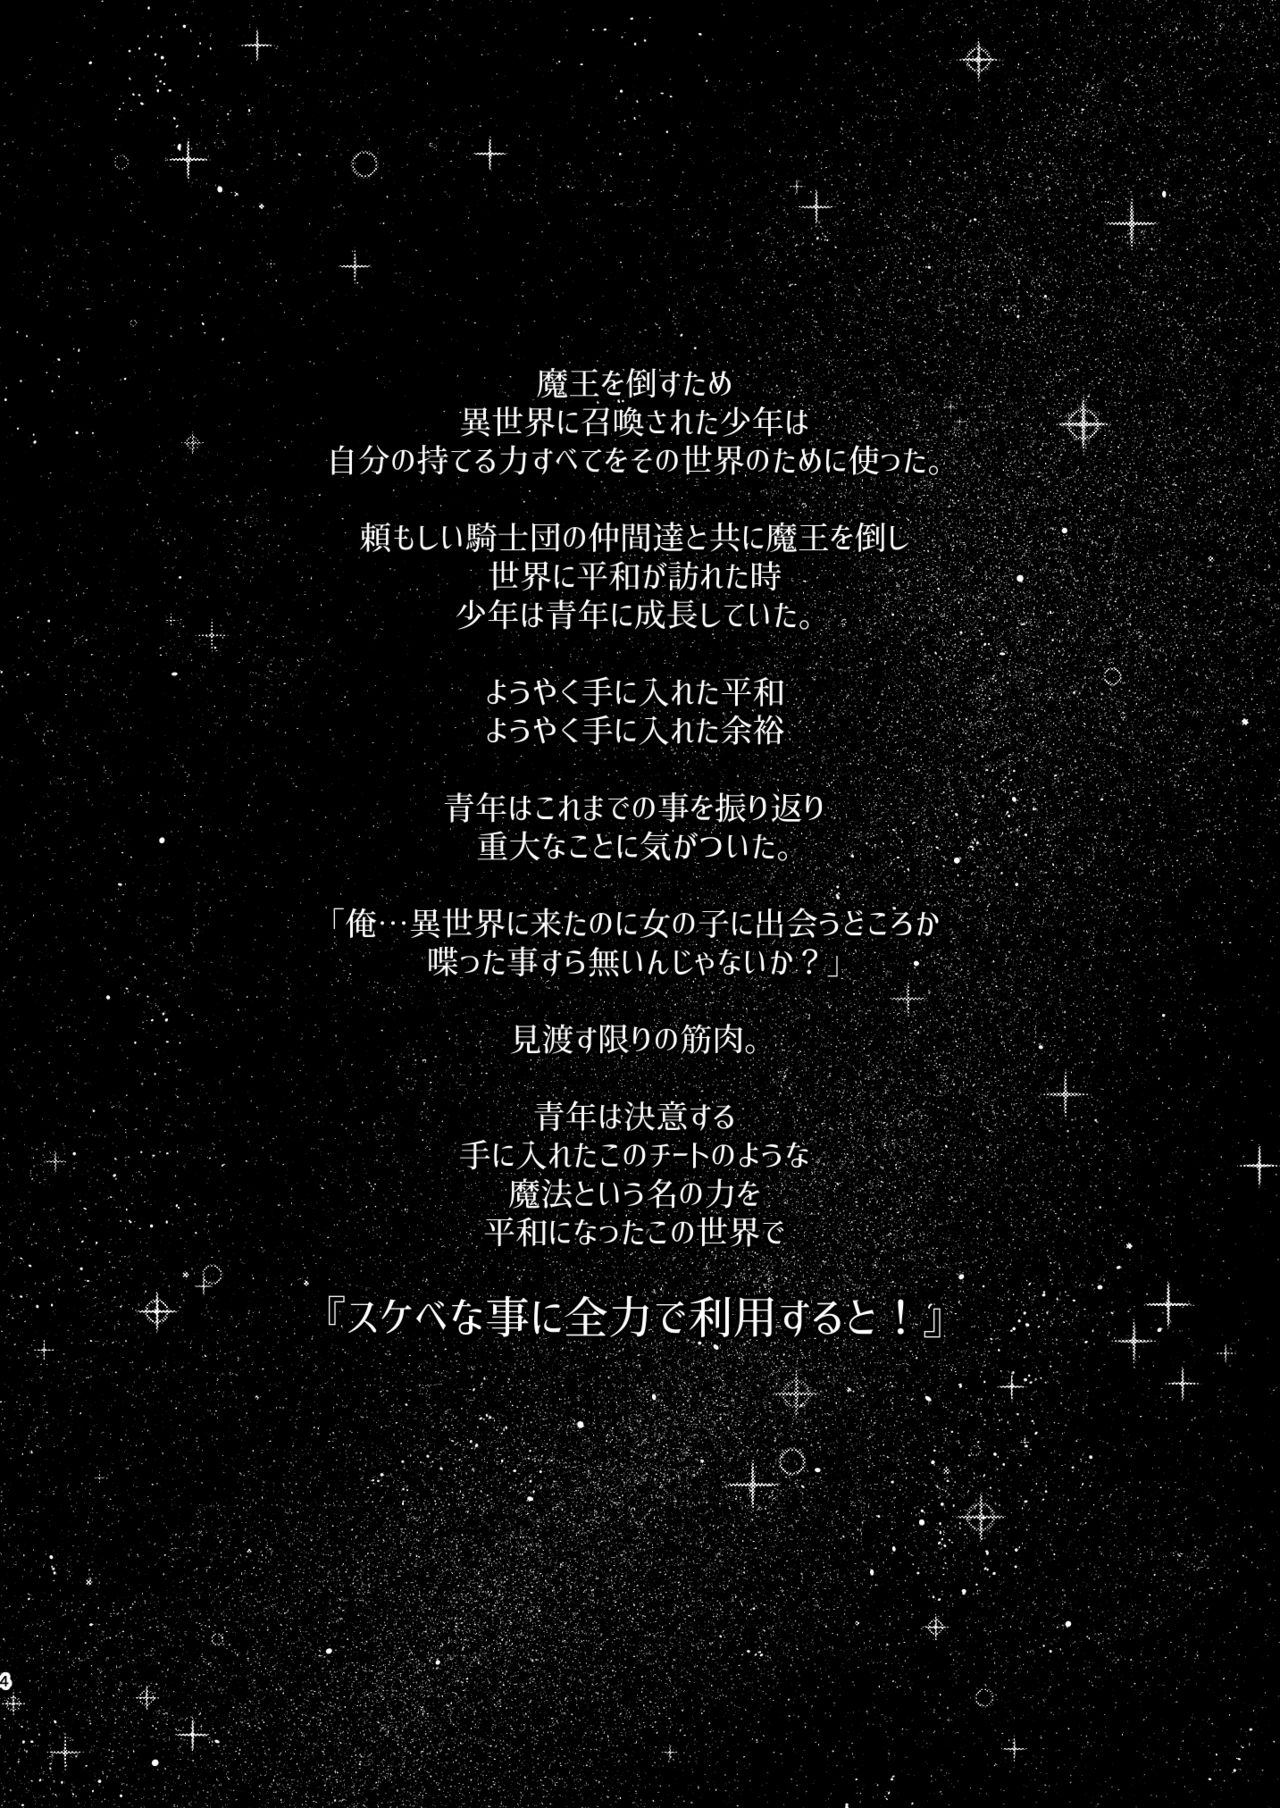 魔王を倒すため
異世界に召喚された少年は
自分の持てる力すべてをその世界のために使った。
頼もしい騎士団の仲間達と共に魔王を倒し
世界に平和が訪れた時
少年は青年に成長していた。
ようやく手に入れた平和
ようやく手に入れた余裕
青年はこれまでの事を振り返り
重大なことに気がついた。
「俺…異世界に来たのに女の子に出会うどころか
喋った事すら無いんじゃないか？」
見渡す限りの筋肉。
青年は決意する
手に入れたこのチートのような
魔法という名の力を
平和になったこの世界で
『スケベな事に全力で利用すると！』
4